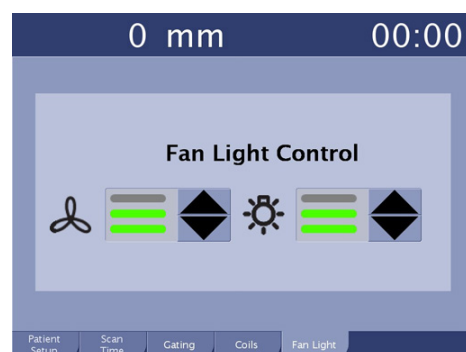 0 mm 00:00
Fan Light Control
Patient Scan Gating Coils Fan Light
Setup Time